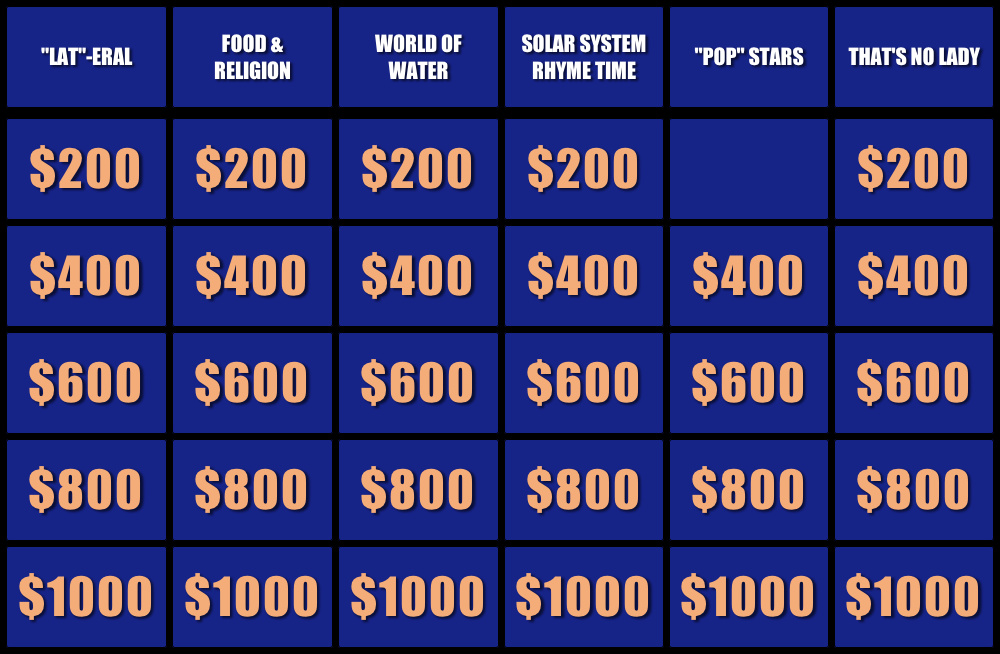 "LAT"-ERAL
FOOD &
RELIGION
WORLD OF
WATER
SOLAR SYSTEM
RHYME TIME
"POP" STARS
THAT'S NO LADY
$200 $200 $200 $200 $200
$400 $400 $400 $400 $400 $400
$600 $600 $600 $600 $600 $600
$800 $800 $800 $800 $800 $800
$1000 $1000 $1000 $1000 $1000 $1000